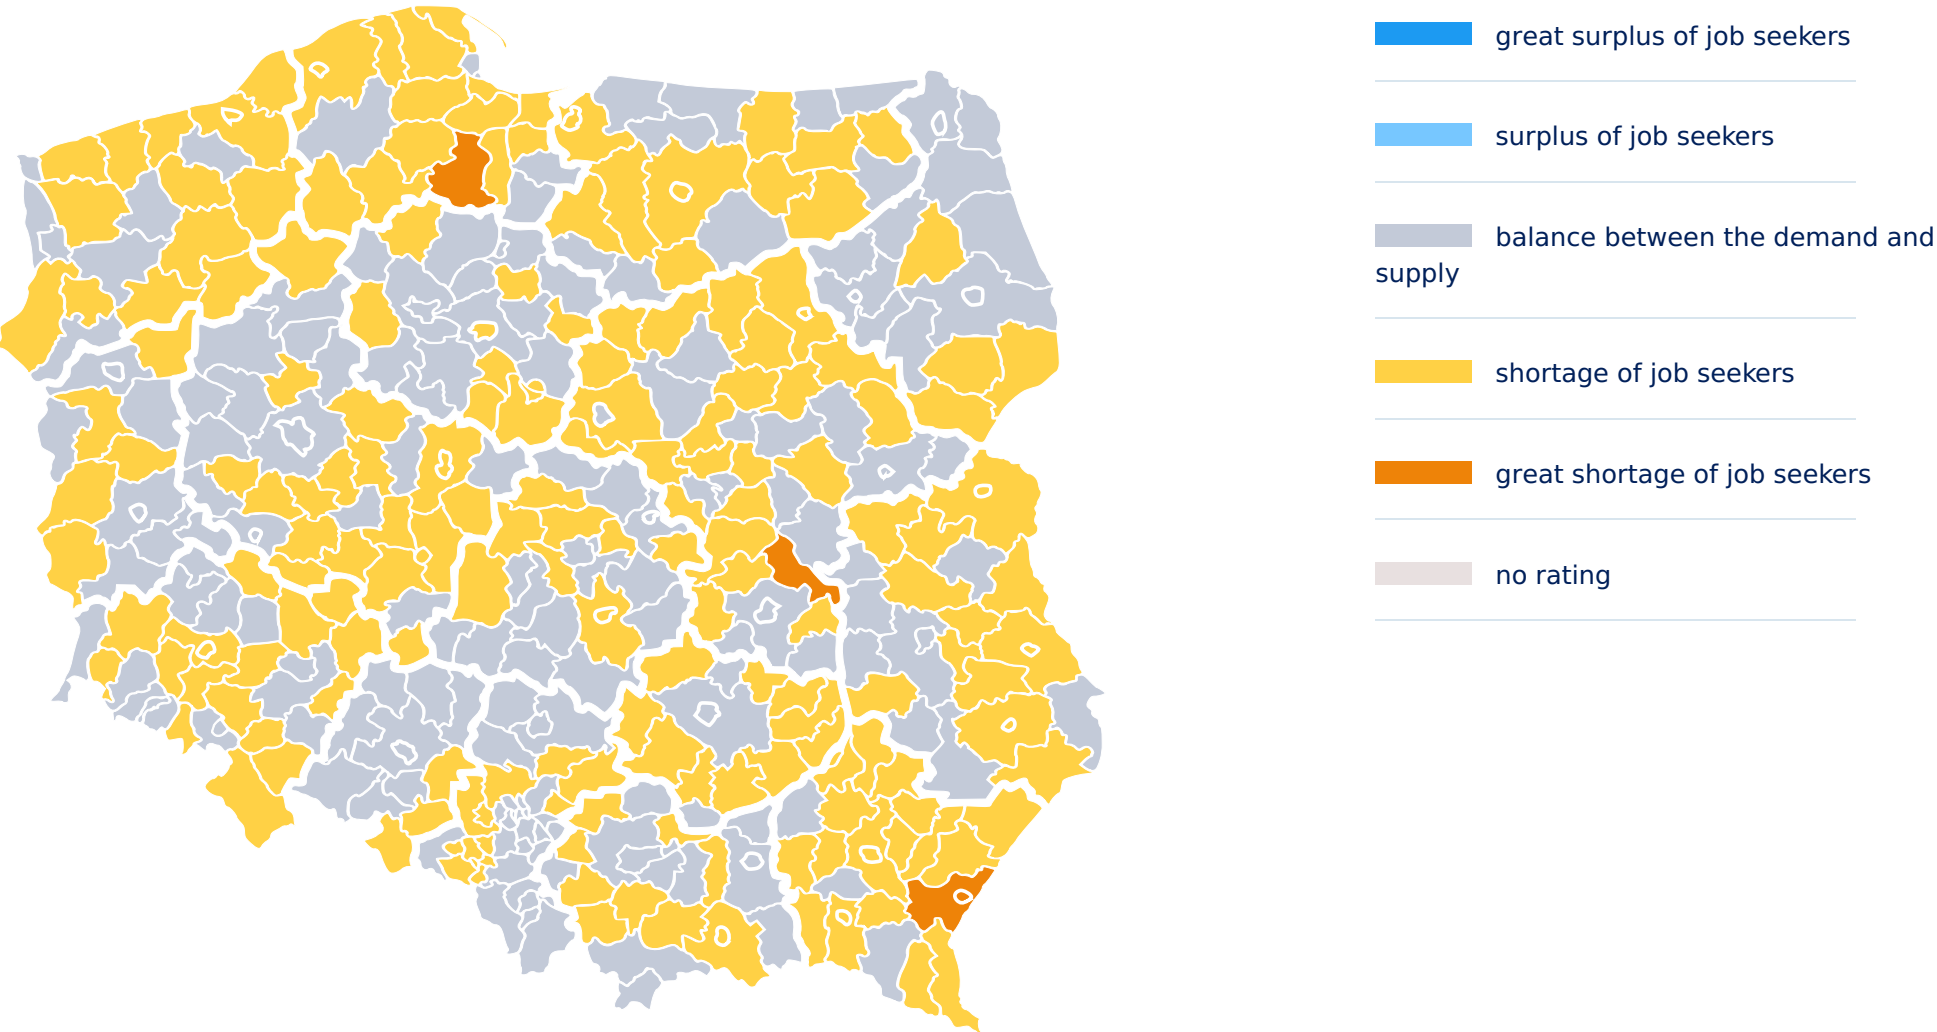 great surplus of job seekers
surplus of job seekers
balance between the demand and
supply
shortage of job seekers
great shortage of job seekers
no rating